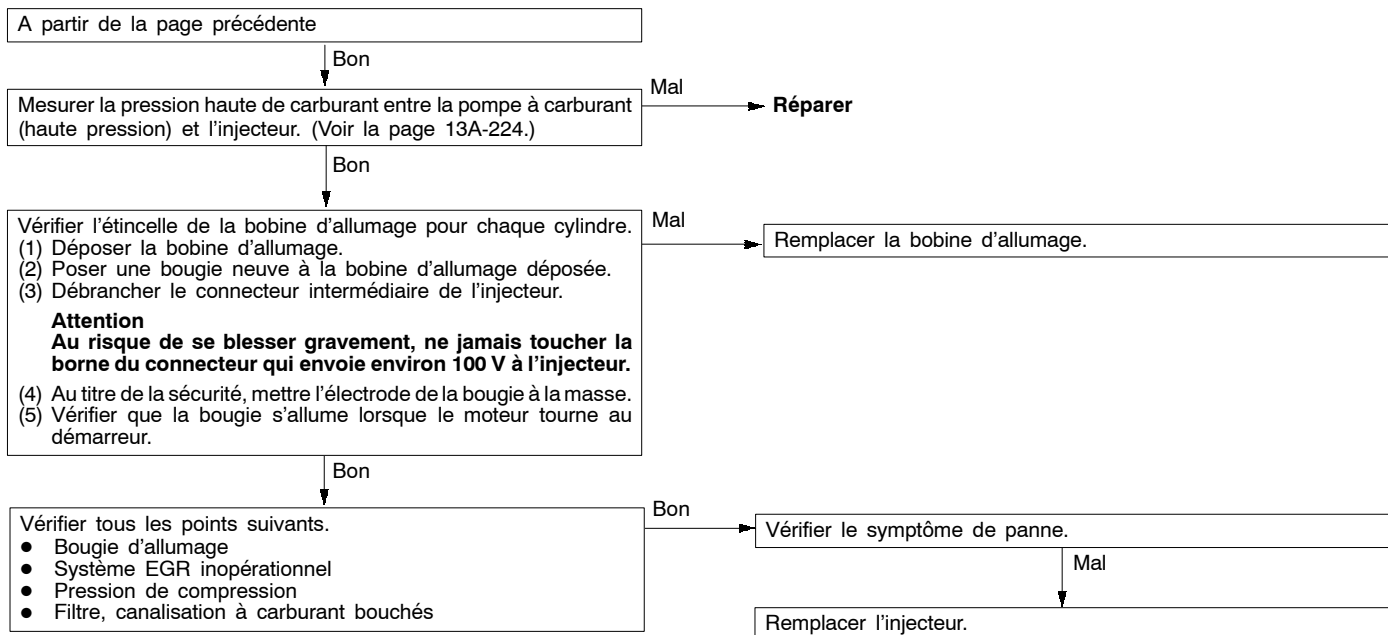 A partir de la page précédente
Bon
Mesurer la pression haute de carburant entre la pompe à carburant
(haute pression) et l'injecteur. (Voir la page 13A-224.)
Mal
Réparer
Bon
Vérifier l'étincelle de la bobine d'allumage pour chaque cylindre.
(1) Déposer la bobine d'allumage.
(2) Poser une bougie neuve à la bobine d'allumage déposée.
(3) Débrancher le connecteur intermédiaire de l'injecteur.
Attention
Au risque de se blesser gravement, ne jamais toucher la
borne du connecteur qui envoie environ 100 V à l'injecteur.
(4) Au titre de la sécurité, mettre l'électrode de la bougie à la masse.
(5) Vérifier que la bougie s'allume lorsque le moteur tourne au
démarreur.
Mal
Remplacer la bobine d'allumage.
Bon
Vérifier tous les points suivants.
● Bougie d'allumage
● Système EGR inopérationnel
● Pression de compression
● Filtre, canalisation à carburant bouchés
Bon
Vérifier le symptôme de panne.
Mal
Remplacer l'injecteur.